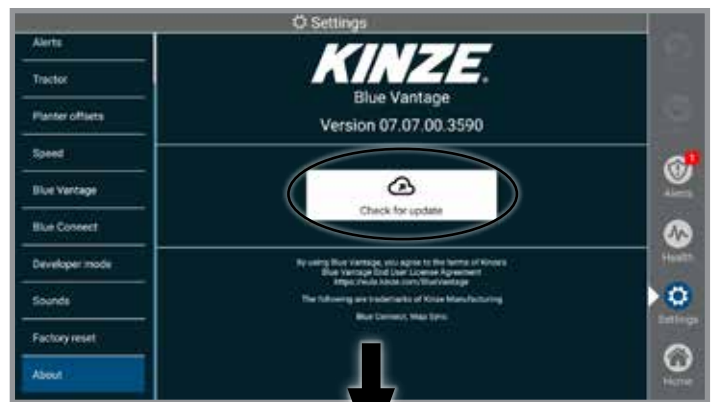 Settings
Alerts
Tractor
Planter offsets
Speed
Blue Vantage
Blue Connect
Developer mode
Sounds
Factory reset
About
KINZE.
Blue Vantage
Version 07.07.00.3590
Check for update
By using Blue Vantage, you agree to the terms of Kinze's
Blue Vantage End User License Agreement
https://eula.kinze.com/BlueVantage
The following are trademarks of Kinze Manufacturing
Blue Connect, Map Sync
1
Alerts
Health
Settings
Home